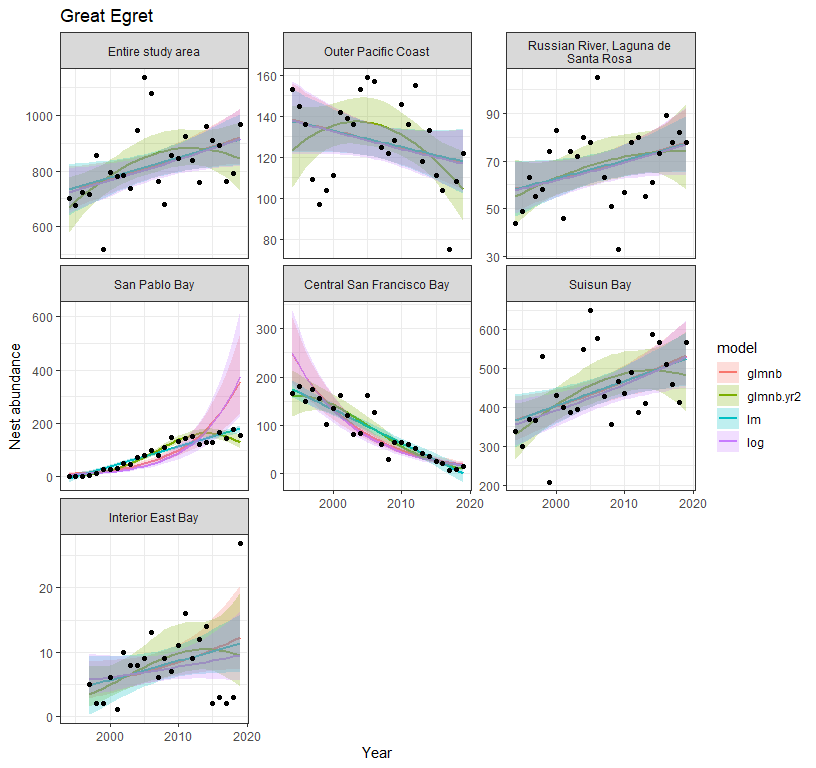 Great Egret
Entire study area
Outer Pacific Coast
Russian River, Laguna de
Santa Rosa
1000
800
600
160
140
120
100
80
90
70
50
30
San Pablo Bay
Central San Francisco Bay
Suisun Bay
600
400
200
0
300
200
100
0
600
500
400
300
200
2000
2010
2020
2000
2010
2020
Interior East Bay
20
10
0
2000
2010
2020
Nest abundance
Year
model
glmnb
glmnb.yr2
lm
log